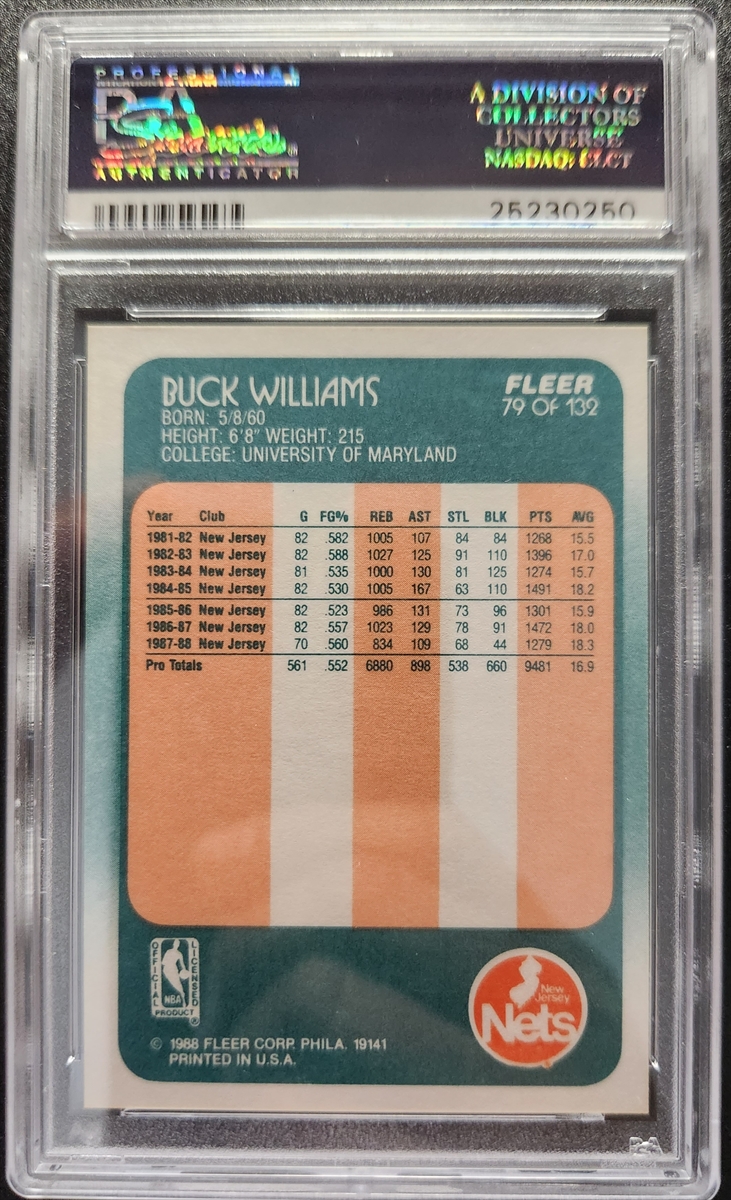 PROFESSIONAL
PSA
AUTHENTICATOR
A DIVISION OF
COLLECTORS
UNIVERSE
NASDAQ: CLCT
25230250
BUCK WILLIAMS
FLEER
79 OF 132
BORN: 5/8/60
HEIGHT: 6'8" WEIGHT: 215
COLLEGE: UNIVERSITY OF MARYLAND
Year Club G FG% REB AST STL BLK PTS AVG
1981-82 New Jersey 82 .582 1005 107 84 84 1268 15.5
1982-83 New Jersey 82 .588 1027 125 91 110 1396 17.0
1983-84 New Jersey 81 .535 1000 130 81 125 1274 15.7
1984-85 New Jersey 82 .530 1005 167 63 110 1491 18.2
1985-86 New Jersey 82 .523 986 131 73 96 1301 15.9
1986-87 New Jersey 82 .557 1023 129 78 91 1472 18.0
1987-88 New Jersey 70 .560 834 109 68 44 1279 18.3
Pro Totals 561 .552 6880 898 538 660 9481 16.9
OFFICIAL
LICENSED
NBA
PRODUCT
®
New
Jersey
Nets
© 1988 FLEER CORP. PHILA. 19141
PRINTED IN U.S.A.
PSA